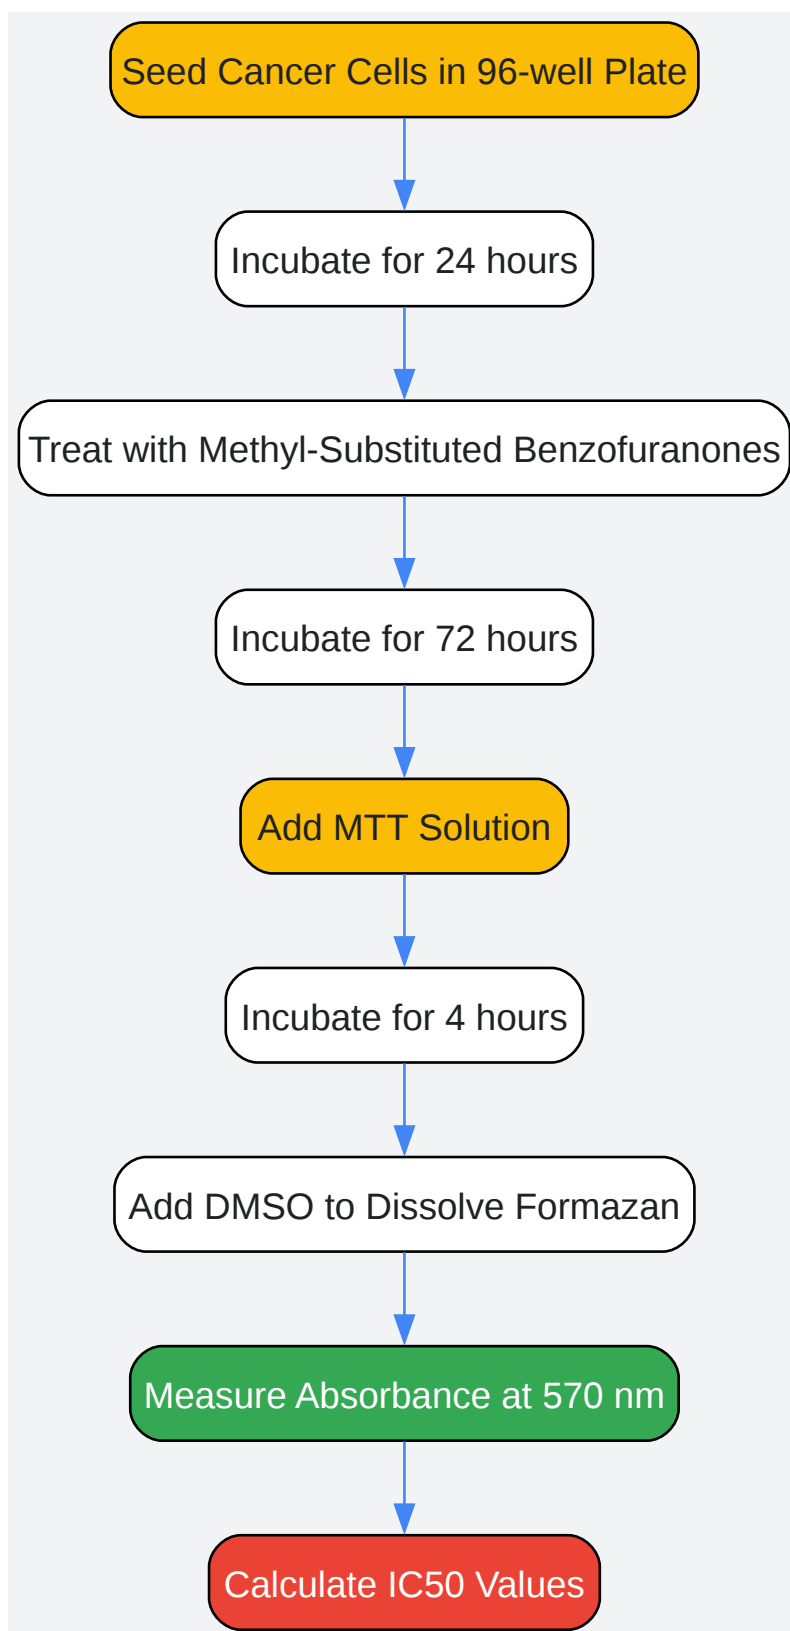 Seed Cancer Cells in 96-well Plate
Incubate for 24 hours
Treat with Methyl-Substituted Benzofuranones
Incubate for 72 hours
Add MTT Solution
Incubate for 4 hours
Add DMSO to Dissolve Formazan
Measure Absorbance at 570 nm
Calculate IC50 Values